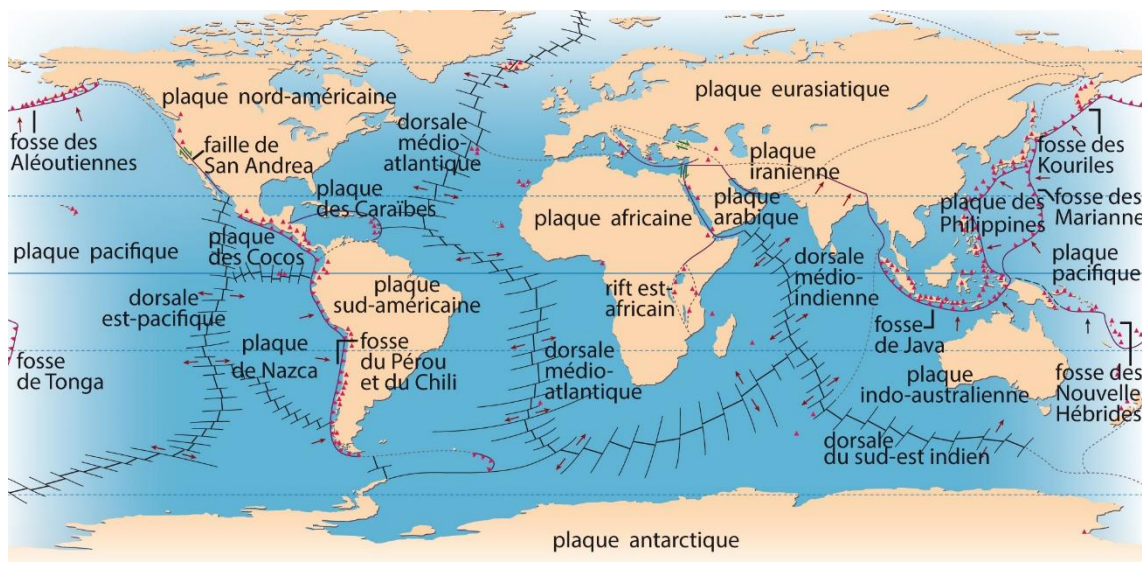 plaque nord-américaine
plaque eurasiatique
fosse des
Aléoutiennes
faille de
San Andrea
dorsale
médio-
atlantique
plaque
iranienne
fosse des
Kouriles
plaque
des Caraïbes
plaque africaine
plaque
arabique
plaque des
Philippines
fosse des
Marianne
plaque pacifique
plaque
des Cocos
plaque
pacifique
dorsale
est-pacifique
plaque
sud-américaine
rift est-
africain
dorsale
médio-
indienne
fosse
de Tonga
plaque
de Nazca
fosse
du Pérou
et du Chili
dorsale
médio-
atlantique
fosse
de Java
plaque
indo-australienne
fosse des
Nouvelle
Hébrides
dorsale
du sud-est indien
plaque antarctique